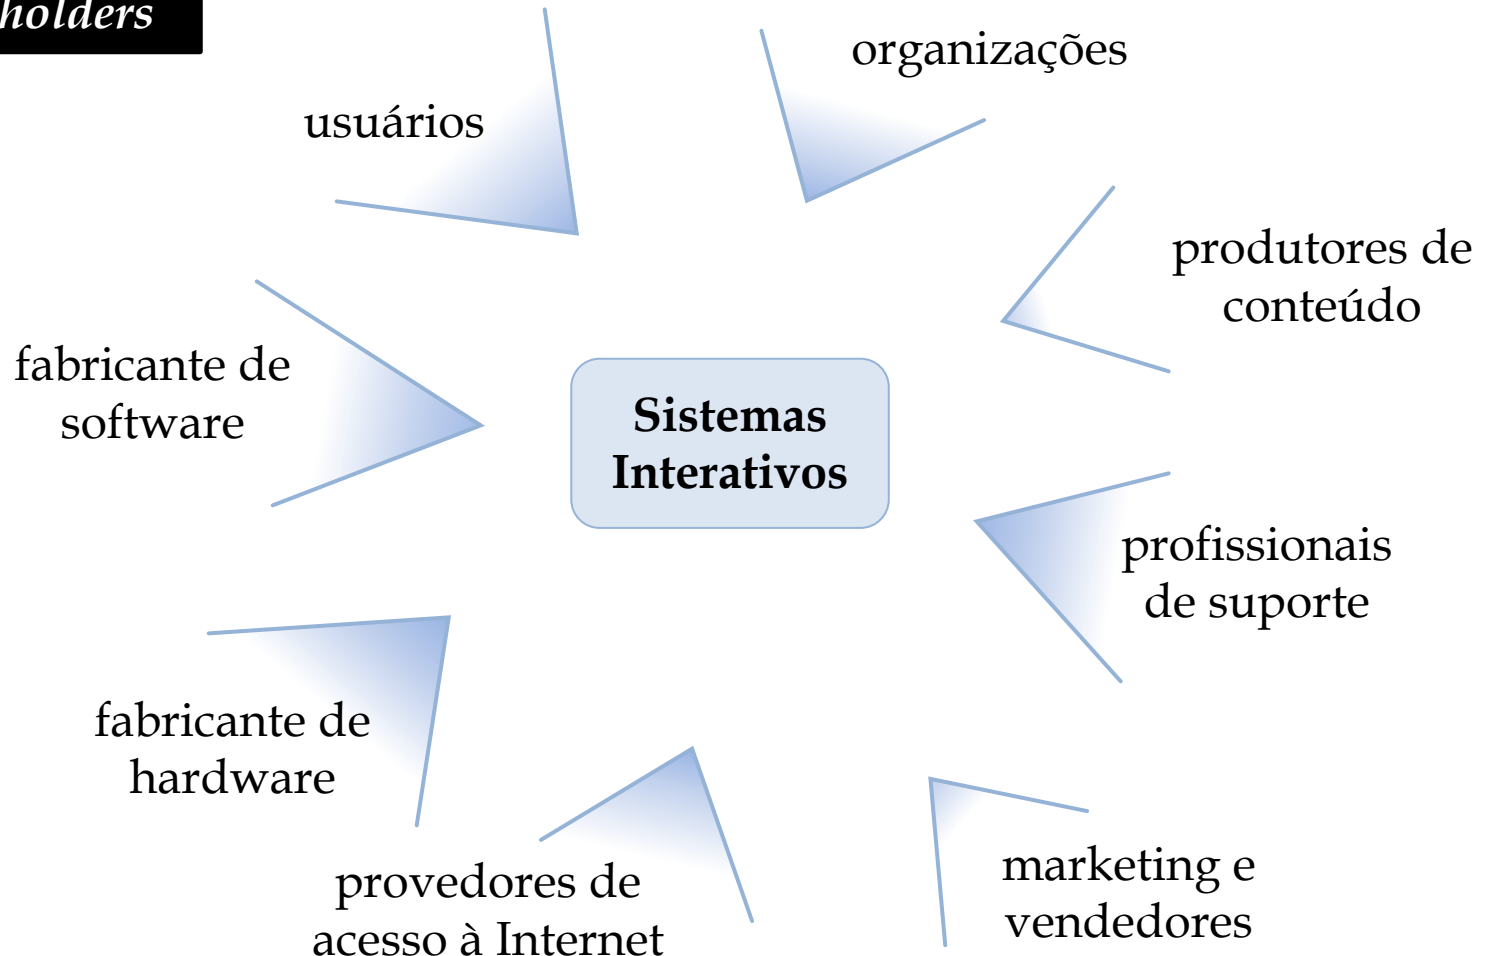 holders
organizações
usuários
produtores de
conteúdo
fabricante de
software
Sistemas
Interativos
profissionais
de suporte
fabricante de
hardware
provedores de
acesso à Internet
marketing e
vendedores